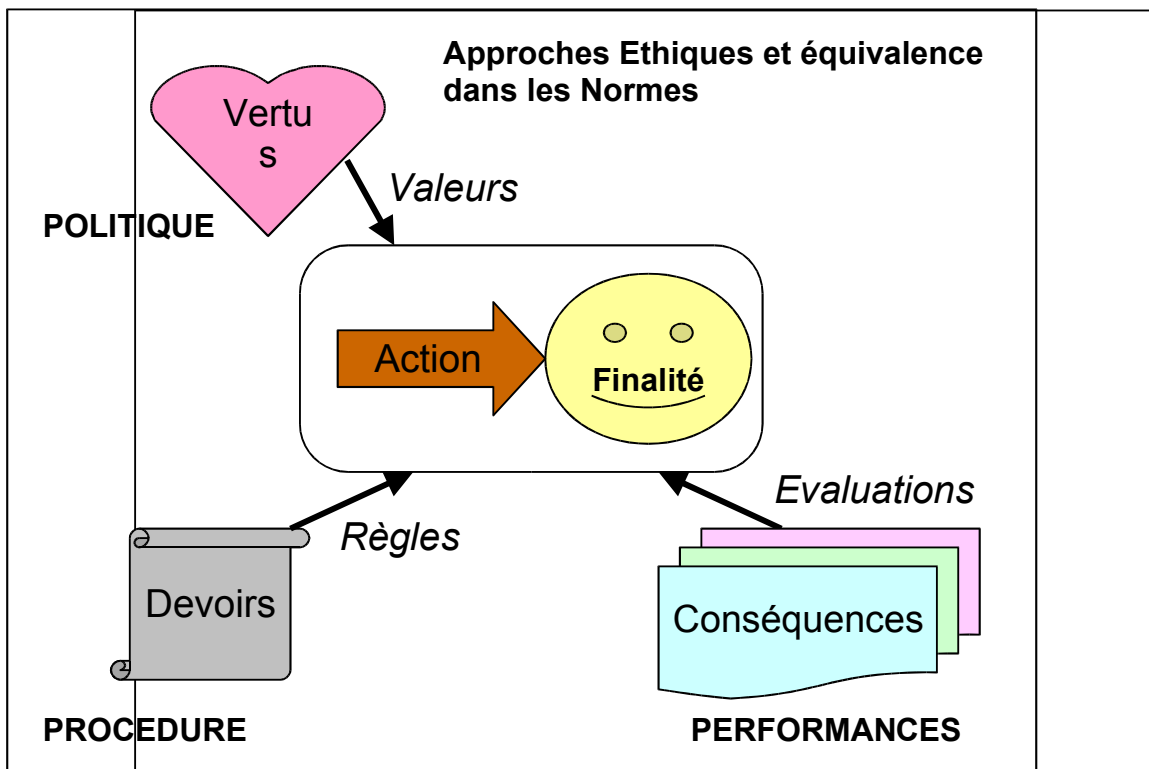 Approches Ethiques et équivalence
dans les Normes
Vertu
s
Valeurs
POLITIQUE
Action
Finalité
Evaluations
Règles
Devoirs
Conséquences
PROCEDURE
PERFORMANCES